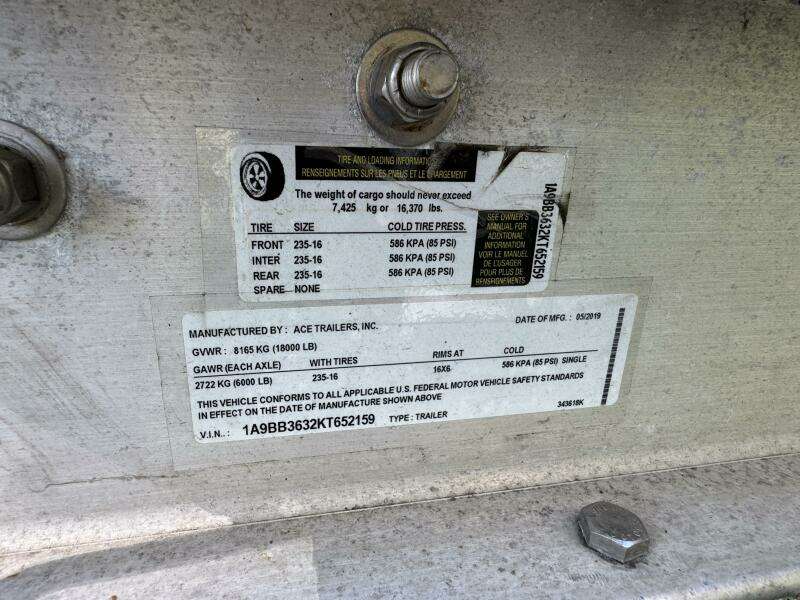 TIRE AND LOADING INFORMATION
RENSEIGNEMENTS SUR LES PNEUS ET LE CHARGEMENT
The weight of cargo should never exceed
7,425 kg or 16,370 lbs.
TIRE SIZE COLD TIRE PRESS.
FRONT 235-16 586 KPA (85 PSI)
INTER 235-16 586 KPA (85 PSI)
REAR 235-16 586 KPA (85 PSI)
SPARE NONE
SEE OWNER'S
MANUAL FOR
ADDITIONAL
INFORMATION
VOIR LE MANUEL
DE L'USAGER
POUR PLUS DE
RENSEIGNEMENTS
1A9BB3632KT652159
MANUFACTURED BY : ACE TRAILERS, INC. DATE OF MFG. : 05/2019
GVWR : 8165 KG (18000 LB)
GAWR (EACH AXLE) WITH TIRES RIMS AT COLD
2722 KG (6000 LB) 235-16 16X6 586 KPA (85 PSI) SINGLE
THIS VEHICLE CONFORMS TO ALL APPLICABLE U.S. FEDERAL MOTOR VEHICLE SAFETY STANDARDS
IN EFFECT ON THE DATE OF MANUFACTURE SHOWN ABOVE
343618K
V.I.N.: 1A9BB3632KT652159 TYPE : TRAILER